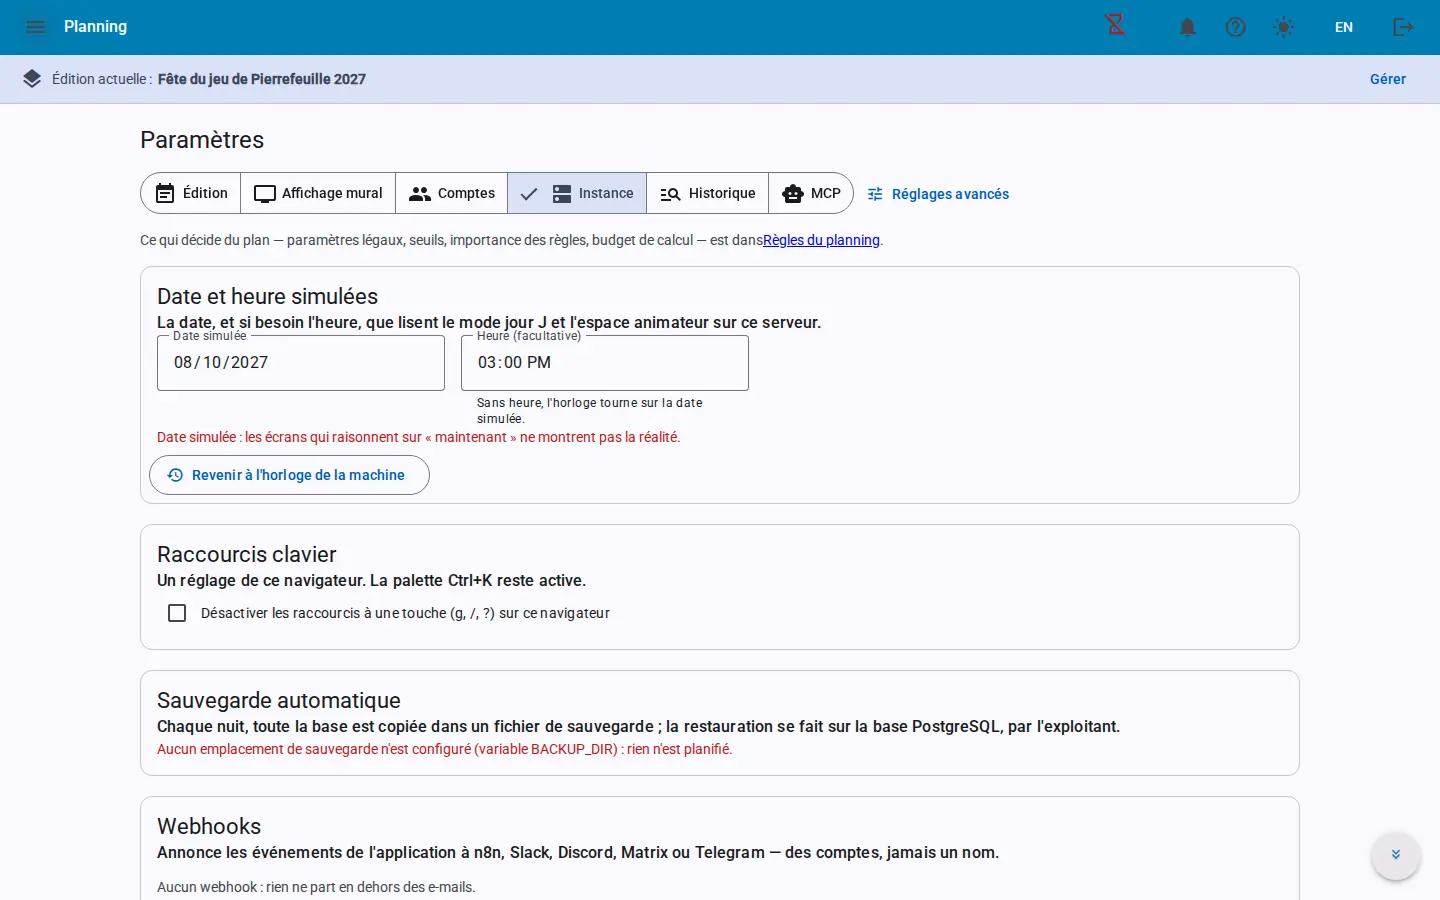 Planning
EN
Édition actuelle : Fête du jeu de Pierrefeuille 2027
Gérer
Paramètres
Édition
Affichage mural
Comptes
Instance
Historique
MCP
Réglages avancés
Ce qui décide du plan — paramètres légaux, seuils, importance des règles, budget de calcul — est dansRègles du planning.
Date et heure simulées
La date, et si besoin l'heure, que lisent le mode jour J et l'espace animateur sur ce serveur.
Date simulée
08/10/2027
Heure (facultative)
03:00 PM
Sans heure, l'horloge tourne sur la date
simulée.
Date simulée : les écrans qui raisonnent sur « maintenant » ne montrent pas la réalité.
Revenir à l'horloge de la machine
Raccourcis clavier
Un réglage de ce navigateur. La palette Ctrl+K reste active.
Désactiver les raccourcis à une touche (g, /, ?) sur ce navigateur
Sauvegarde automatique
Chaque nuit, toute la base est copiée dans un fichier de sauvegarde ; la restauration se fait sur la base PostgreSQL, par l'exploitant.
Aucun emplacement de sauvegarde n'est configuré (variable BACKUP_DIR) : rien n'est planifié.
Webhooks
Annonce les événements de l'application à n8n, Slack, Discord, Matrix ou Telegram — des comptes, jamais un nom.
Aucun webhook : rien ne part en dehors des e-mails.